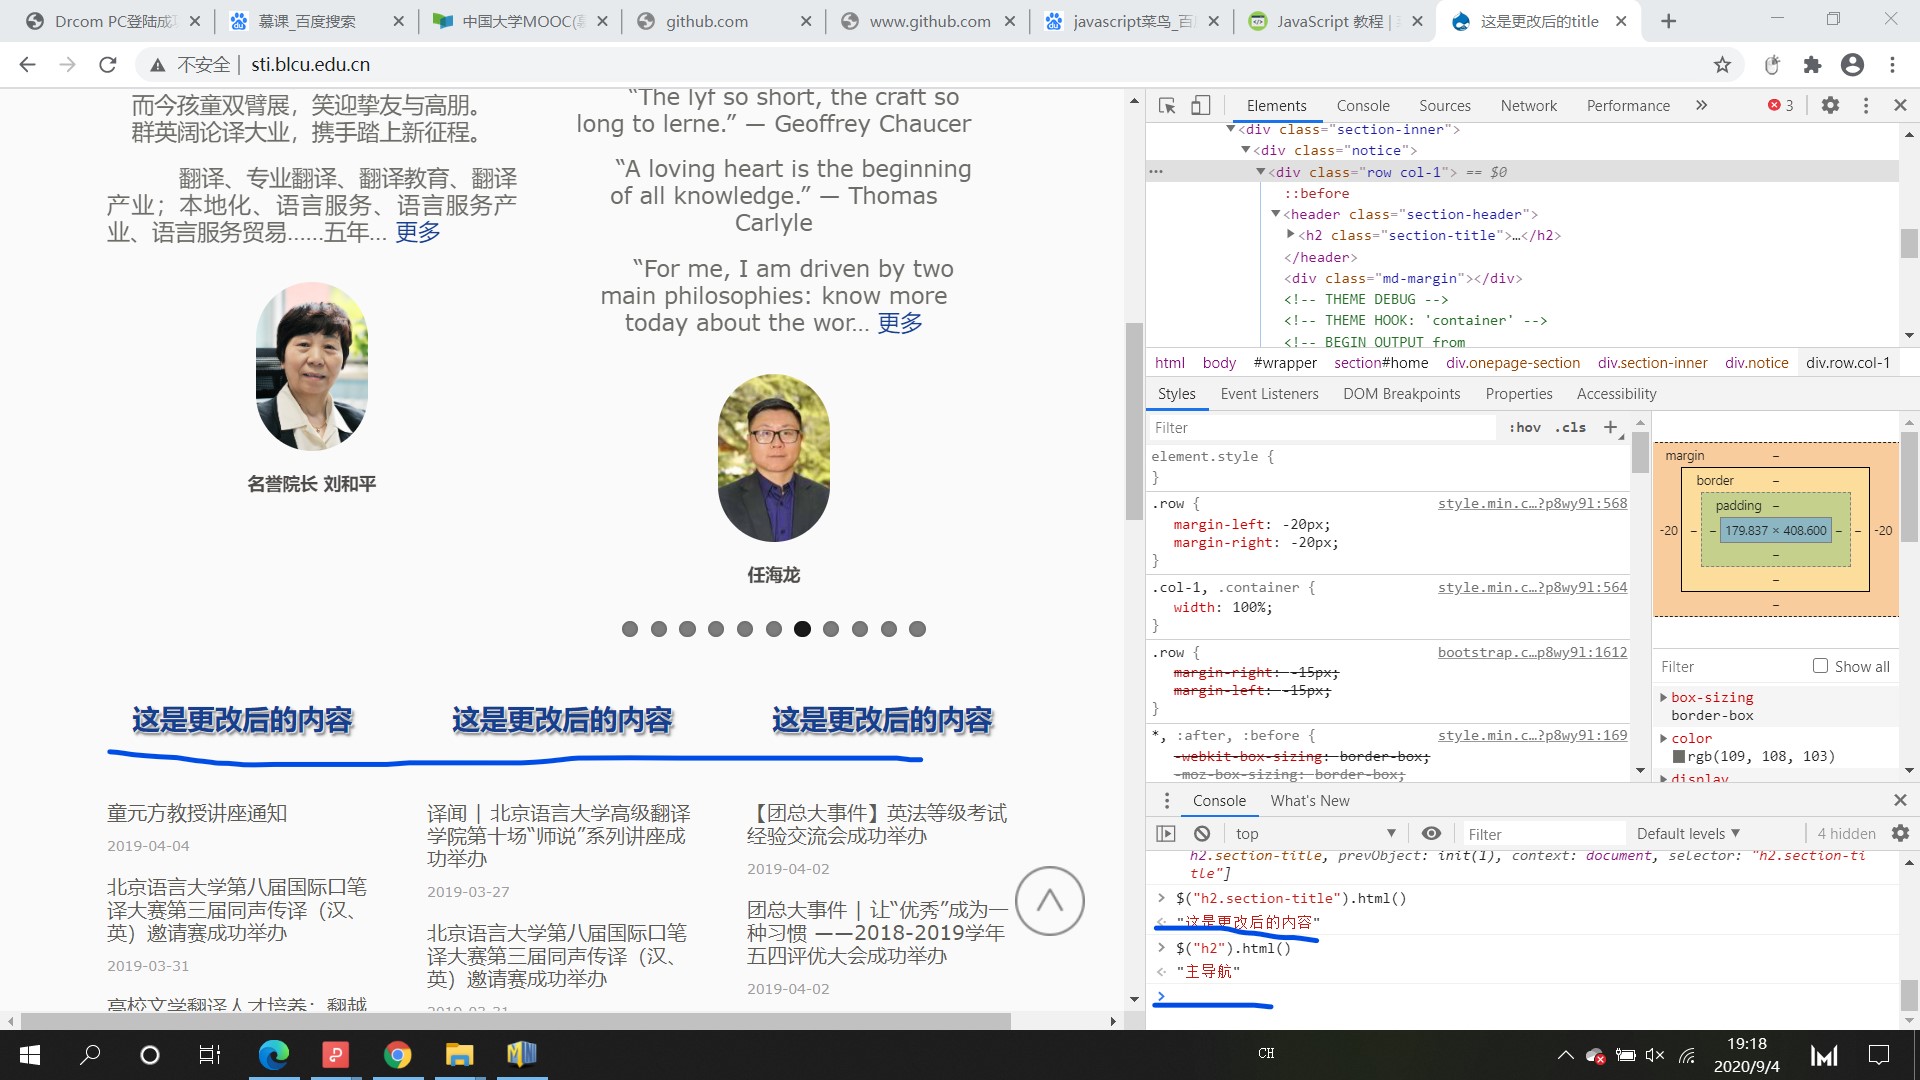 Drcom PC登陆成功
慕课_百度搜索
中国大学MOOC(慕
github.com
www.github.com
javascript菜鸟_百
JavaScript 教程 |
这是更改后的title
不安全 | sti.blcu.edu.cn
而今孩童双臂展，笑迎挚友与高朋。
群英阔论译大业，携手踏上新征程。
翻译、专业翻译、翻译教育、翻译
产业；本地化、语言服务、语言服务产
业、语言服务贸易……五年... 更多
名誉院长 刘和平
“The lyf so short, the craft so
long to lerne.” — Geoffrey Chaucer
“A loving heart is the beginning
of all knowledge.” — Thomas
Carlyle
“For me, I am driven by two
main philosophies: know more
today about the wor... 更多
任海龙
这是更改后的内容
这是更改后的内容
这是更改后的内容
童元方教授讲座通知
2019-04-04
北京语言大学第八届国际口笔
译大赛第三届同声传译（汉、
英）邀请赛成功举办
2019-03-31
高校文学翻译人才培养：翻越
译闻 | 北京语言大学高级翻译
学院第十场“师说”系列讲座成
功举办
2019-03-27
北京语言大学第八届国际口笔
译大赛第三届同声传译（汉、
英）邀请赛成功举办
【团总大事件】英法等级考试
经验交流会成功举办
2019-04-02
团总大事件 | 让“优秀”成为一
种习惯 ——2018-2019学年
五四评优大会成功举办
2019-04-02
Elements
Console
Sources
Network
Performance
3
<div class="section-inner">
<div class="notice">
<div class="row col-1"> == $0
::before
<header class="section-header">
<h2 class="section-title">…</h2>
</header>
<div class="md-margin"></div>
<!-- THEME DEBUG -->
<!-- THEME HOOK: 'container' -->
<!-- BEGIN OUTPUT from
html body #wrapper section#home div.onepage-section div.section-inner div.notice div.row.col-1
Styles
Event Listeners
DOM Breakpoints
Properties
Accessibility
Filter
:hov .cls +
element.style {
}
.row { style.min.c…?p8wy9l:568
margin-left: -20px;
margin-right: -20px;
}
.col-1, .container { style.min.c…?p8wy9l:564
width: 100%;
}
.row { bootstrap.c…p8wy9l:1612
margin-right: -15px;
margin-left: -15px;
}
*, :after, :before { style.min.c…?p8wy9l:169
-webkit-box-sizing: border-box;
-moz-box-sizing: border-box;
margin –
border –
padding –
-20 – – 179.837 × 408.600 – – -20
–
–
–
Filter
Show all
box-sizing
border-box
color
rgb(109, 108, 103)
display
Console
What's New
top
Filter
Default levels
4 hidden
h2.section-title, prevObject: init(1), context: document, selector: "h2.section-ti
tle"]
$("h2.section-title").html()
"这是更改后的内容"
$("h2").html()
"主导航"
CH
19:18
2020/9/4